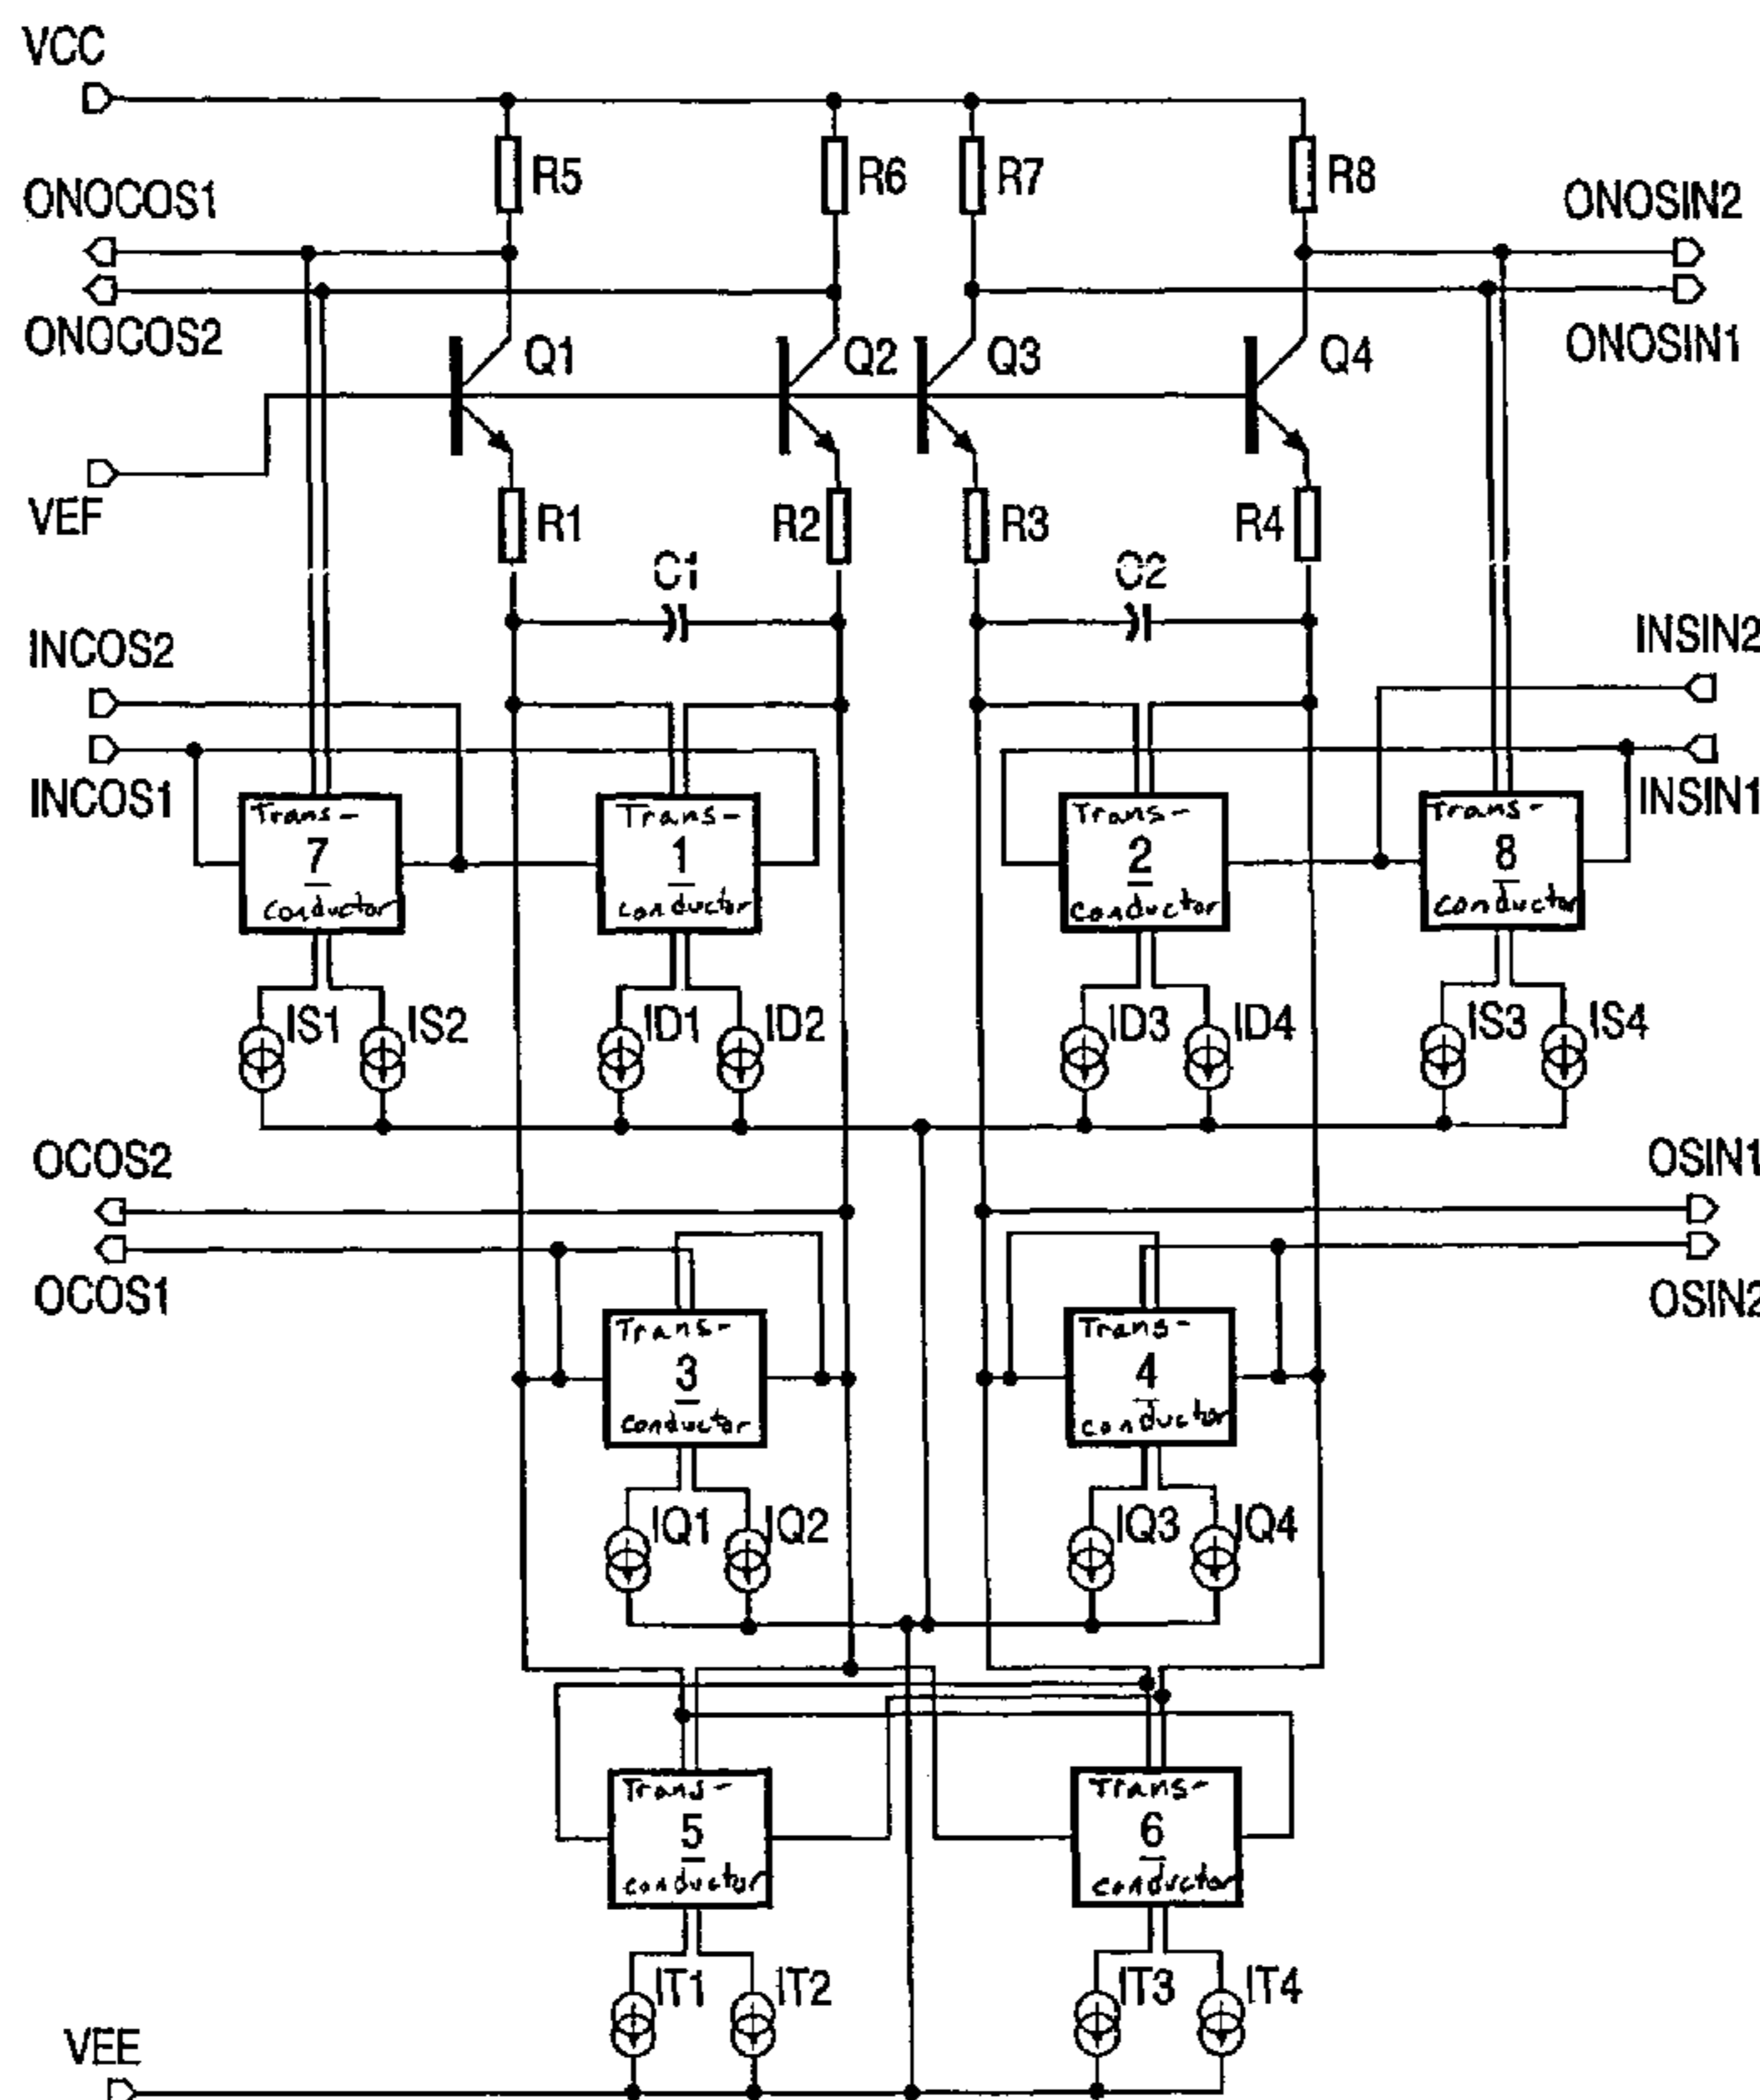 VCC
R5
R6
R7
R8
ONOCOS1
ONOSIN2
ONOCOS2
ONOSIN1
Q1
Q2
Q3
Q4
VEF
R1
R2
R3
R4
C1
C2
INCOS2
INSIN2
INCOS1
INSIN1
Trans-
7
conductor
Trans-
1
conductor
Trans-
2
conductor
Trans-
8
conductor
IS1
IS2
ID1
ID2
ID3
ID4
IS3
IS4
OCOS2
OSIN1
OCOS1
OSIN2
Trans-
3
conductor
Trans-
4
conductor
IQ1
IQ2
IQ3
IQ4
Trans-
5
conductor
Trans-
6
conductor
IT1
IT2
IT3
IT4
VEE